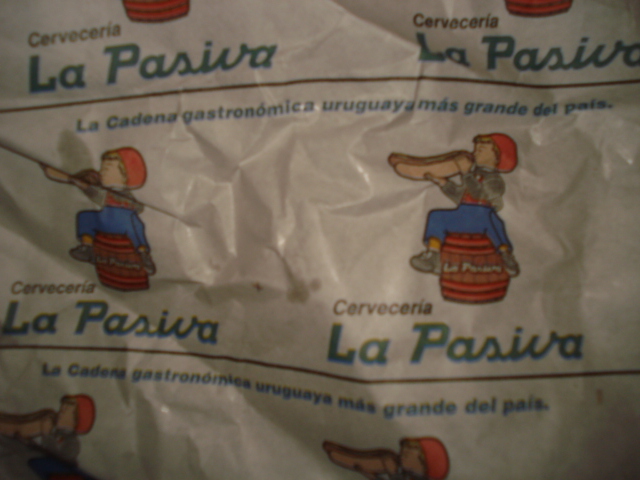 Cervecería
La Pasiva
Cervecería
La Pasiva
La Cadena gastronómica uruguaya más grande del país.
La Pasiva
Cervecería
La Pasiva
Cervecería
La Pasiva
La Cadena gastronómica uruguaya más grande del país.